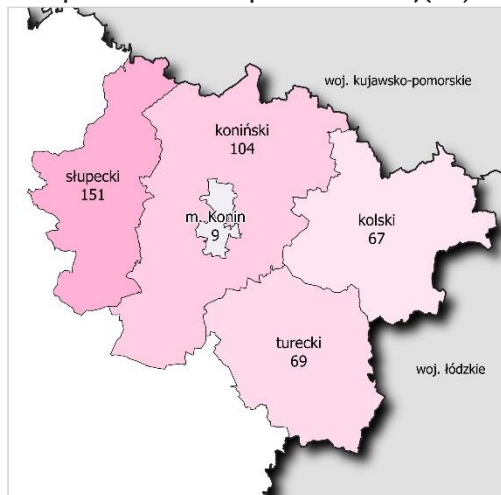 woj. kujawsko-pomorskie
koniński
104
słupecki
151
m. Konin
9
kolski
67
turecki
69
woj. łódzkie